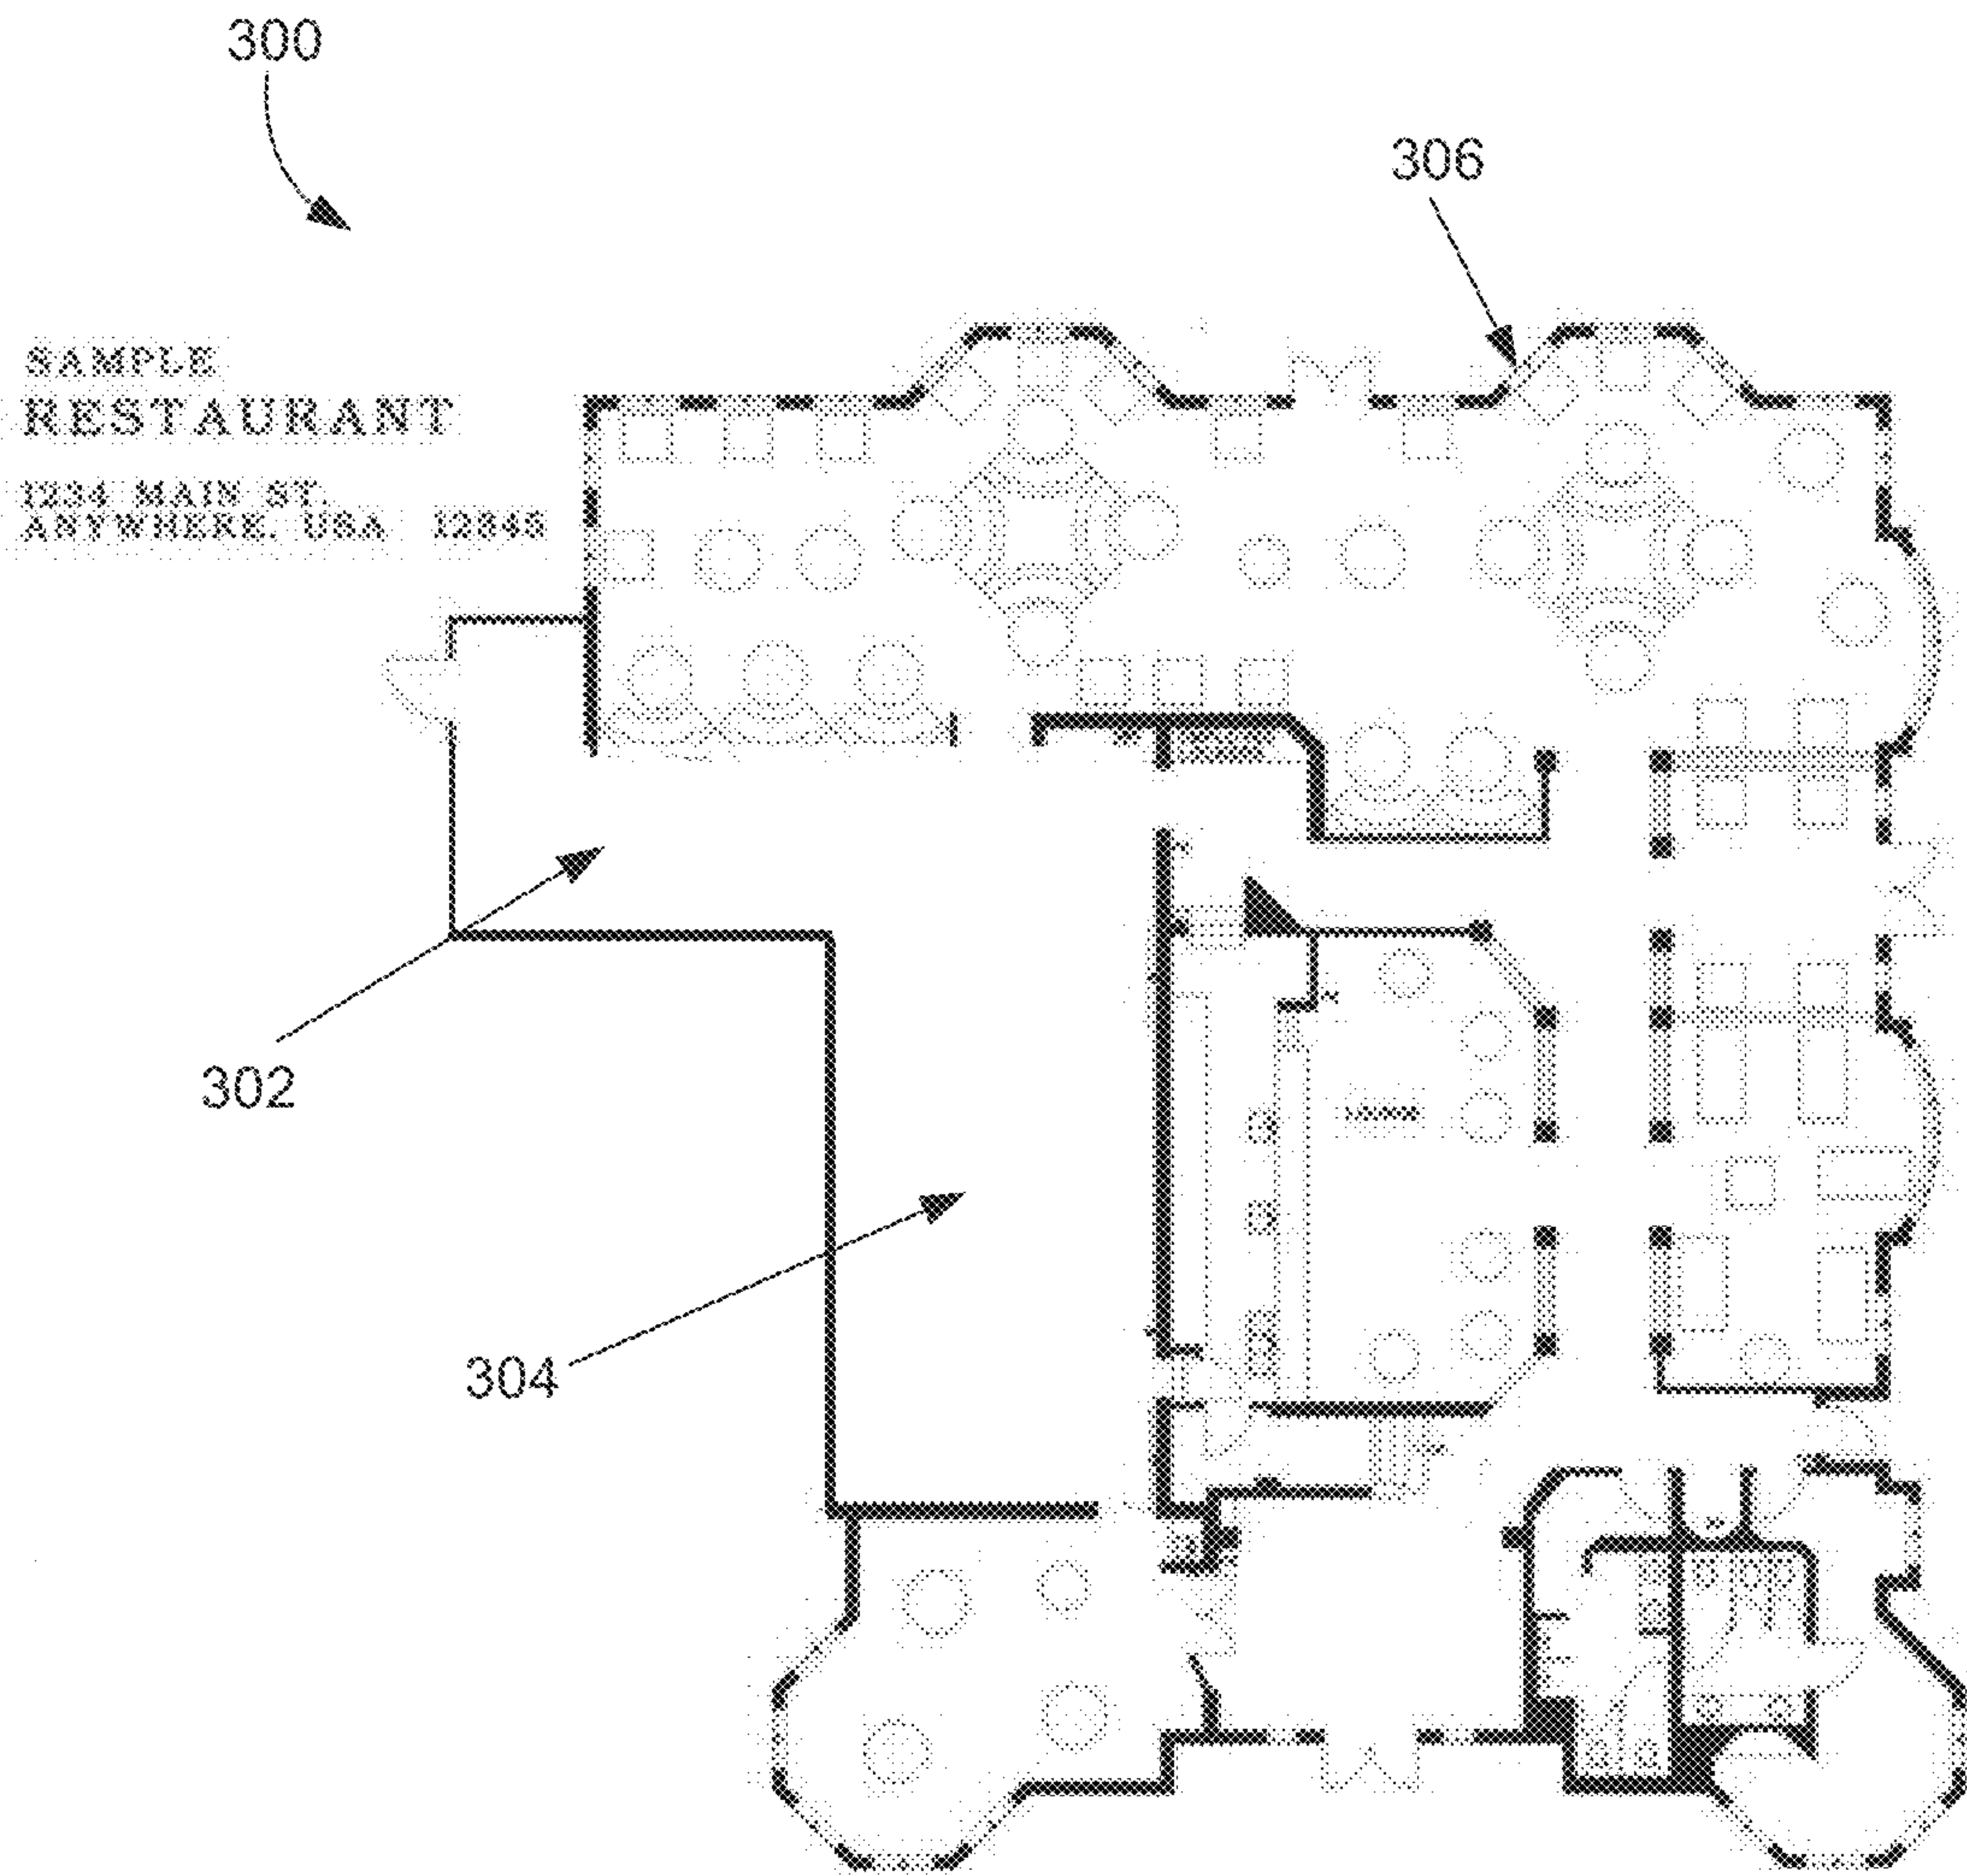 300
306
SAMPLE
RESTAURANT
1234 MAIN ST.
ANYWHERE, USA 12345
302
304